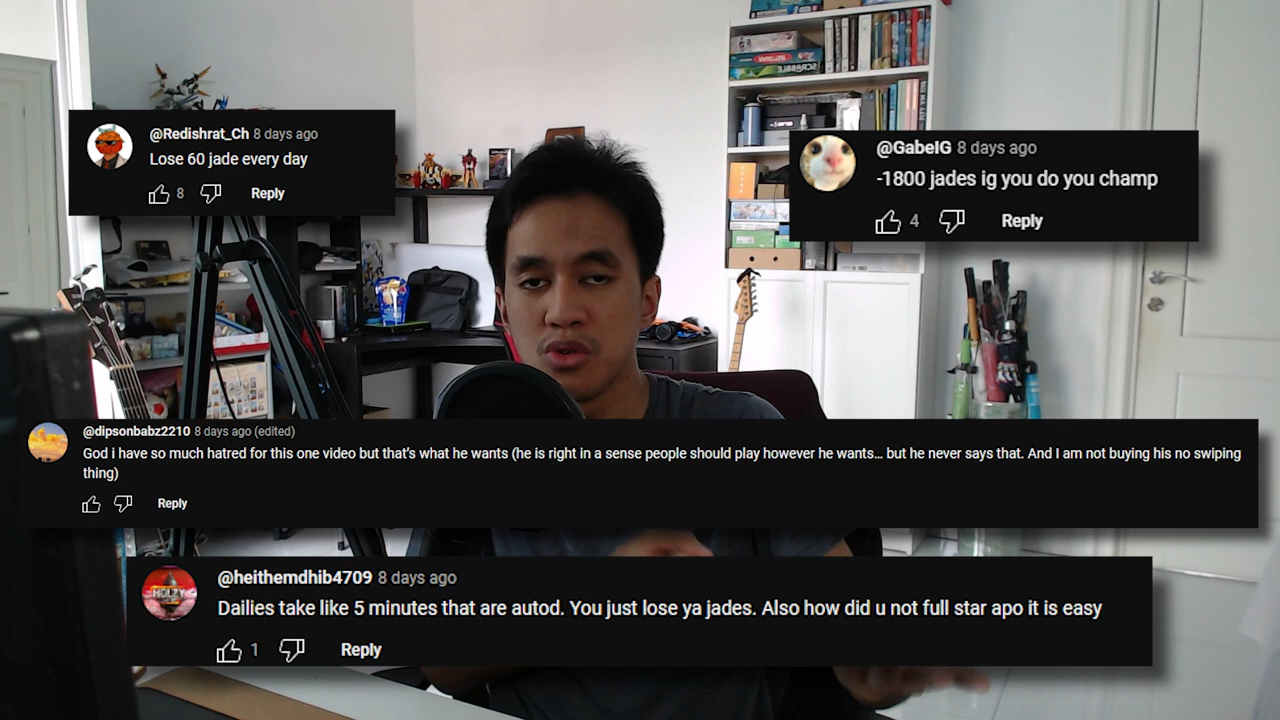 @Redishrat_Ch 8 days ago
Lose 60 jade every day
8 Reply
@GabeIG 8 days ago
-1800 jades ig you do you champ
4 Reply
@dipsonbabz2210 8 days ago (edited)
God i have so much hatred for this one video but that's what he wants (he is right in a sense people should play however he wants... but he never says that. And I am not buying his no swiping
thing)
Reply
HOLZY
@heithemdhib4709 8 days ago
Dailies take like 5 minutes that are autod. You just lose ya jades. Also how did u not full star apo it is easy
1 Reply